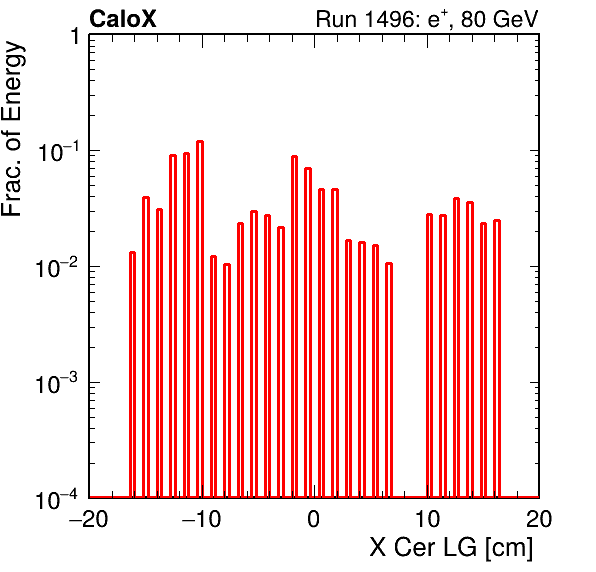 CaloX Run 1496: e⁺, 80 GeV
Frac. of Energy
1
10⁻¹
10⁻²
10⁻³
10⁻⁴
−20 −10 0 10 20
X Cer LG [cm]